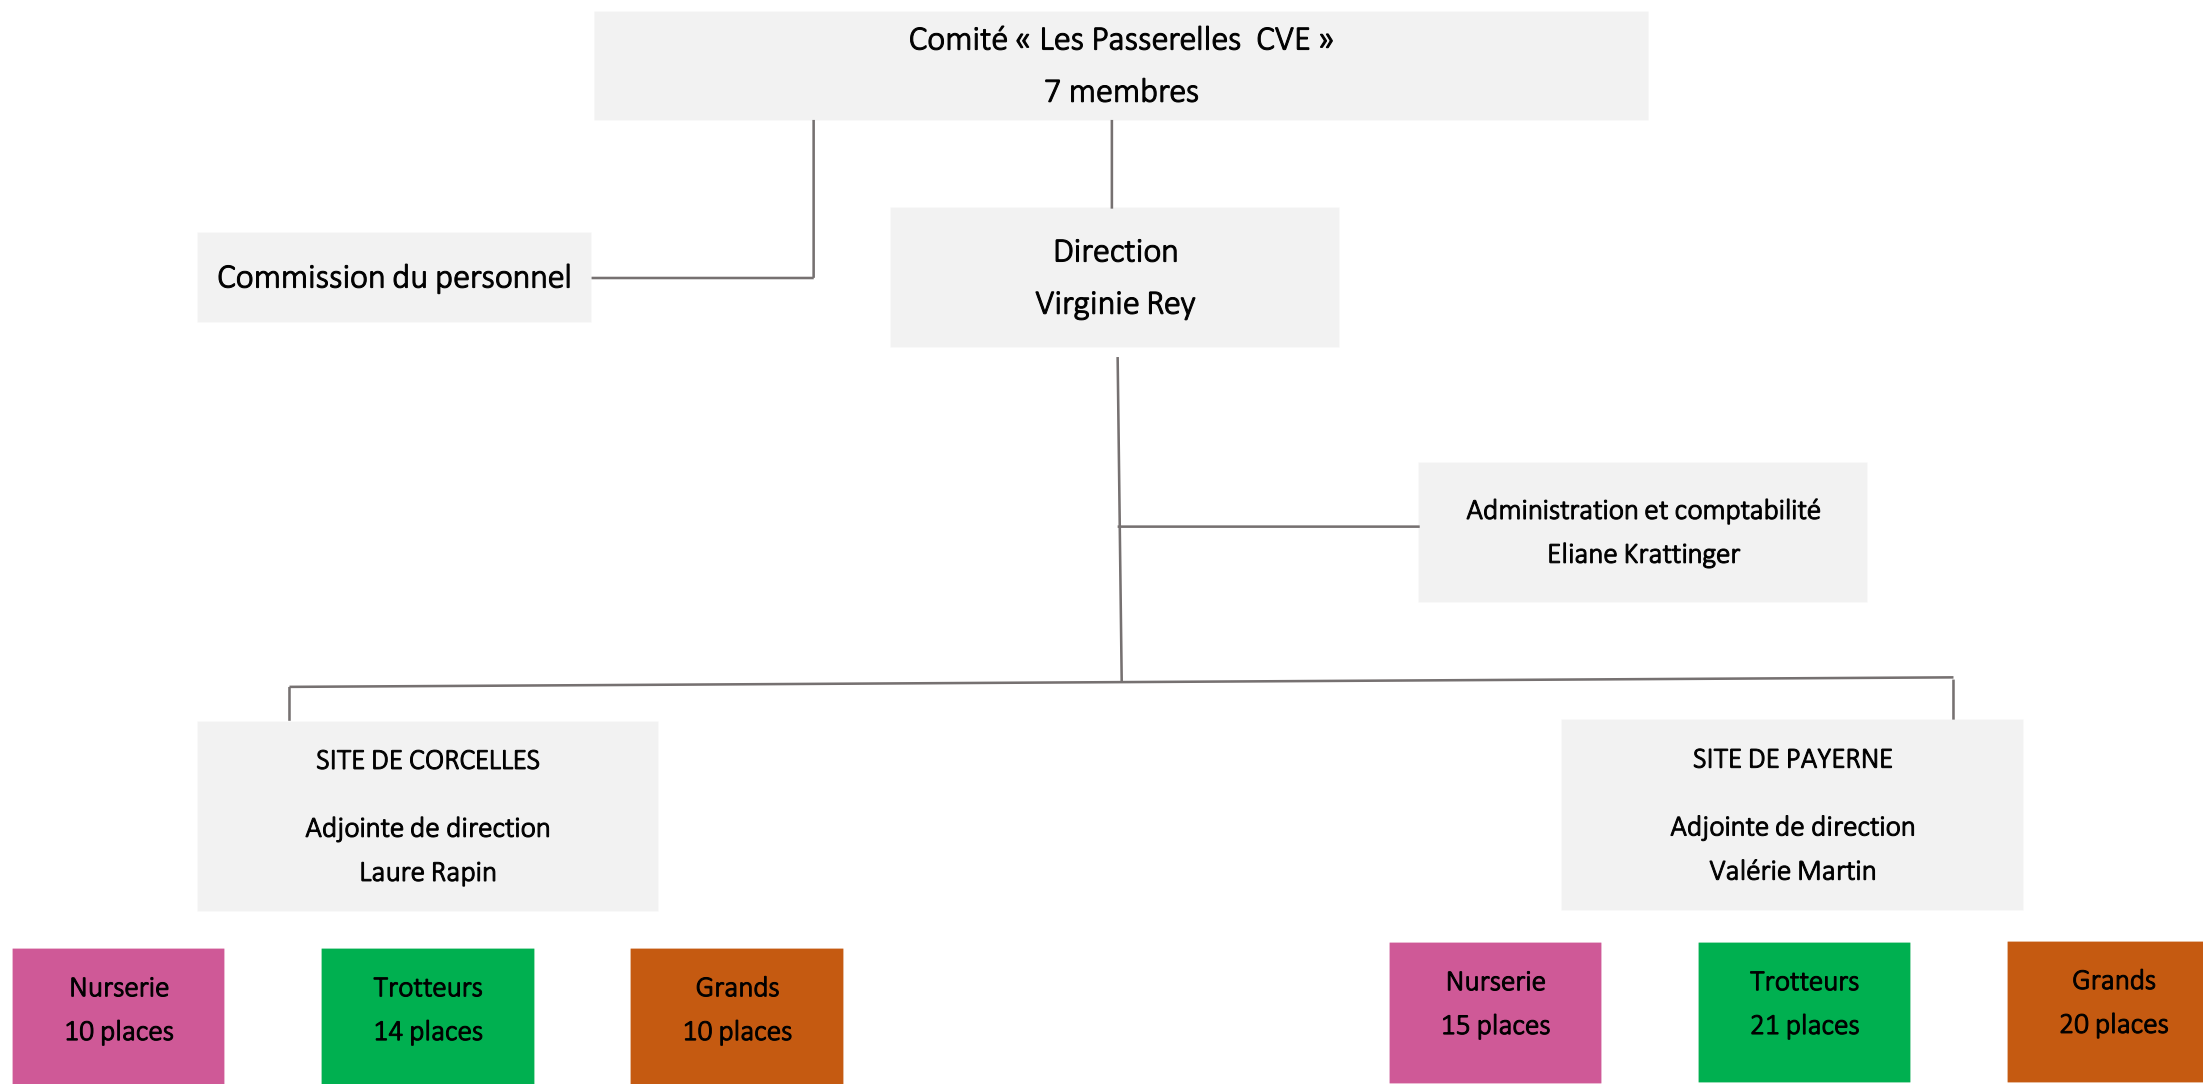 Comité « Les Passerelles  CVE »
7 membres
Commission du personnel
Direction
Virginie Rey
Administration et comptabilité
Eliane Krattinger
SITE DE CORCELLES
Adjointe de direction
Laure Rapin
SITE DE PAYERNE
Adjointe de direction
Valérie Martin
Nurserie
10 places
Trotteurs
14 places
Grands
10 places
Nurserie
15 places
Trotteurs
21 places
Grands
20 places